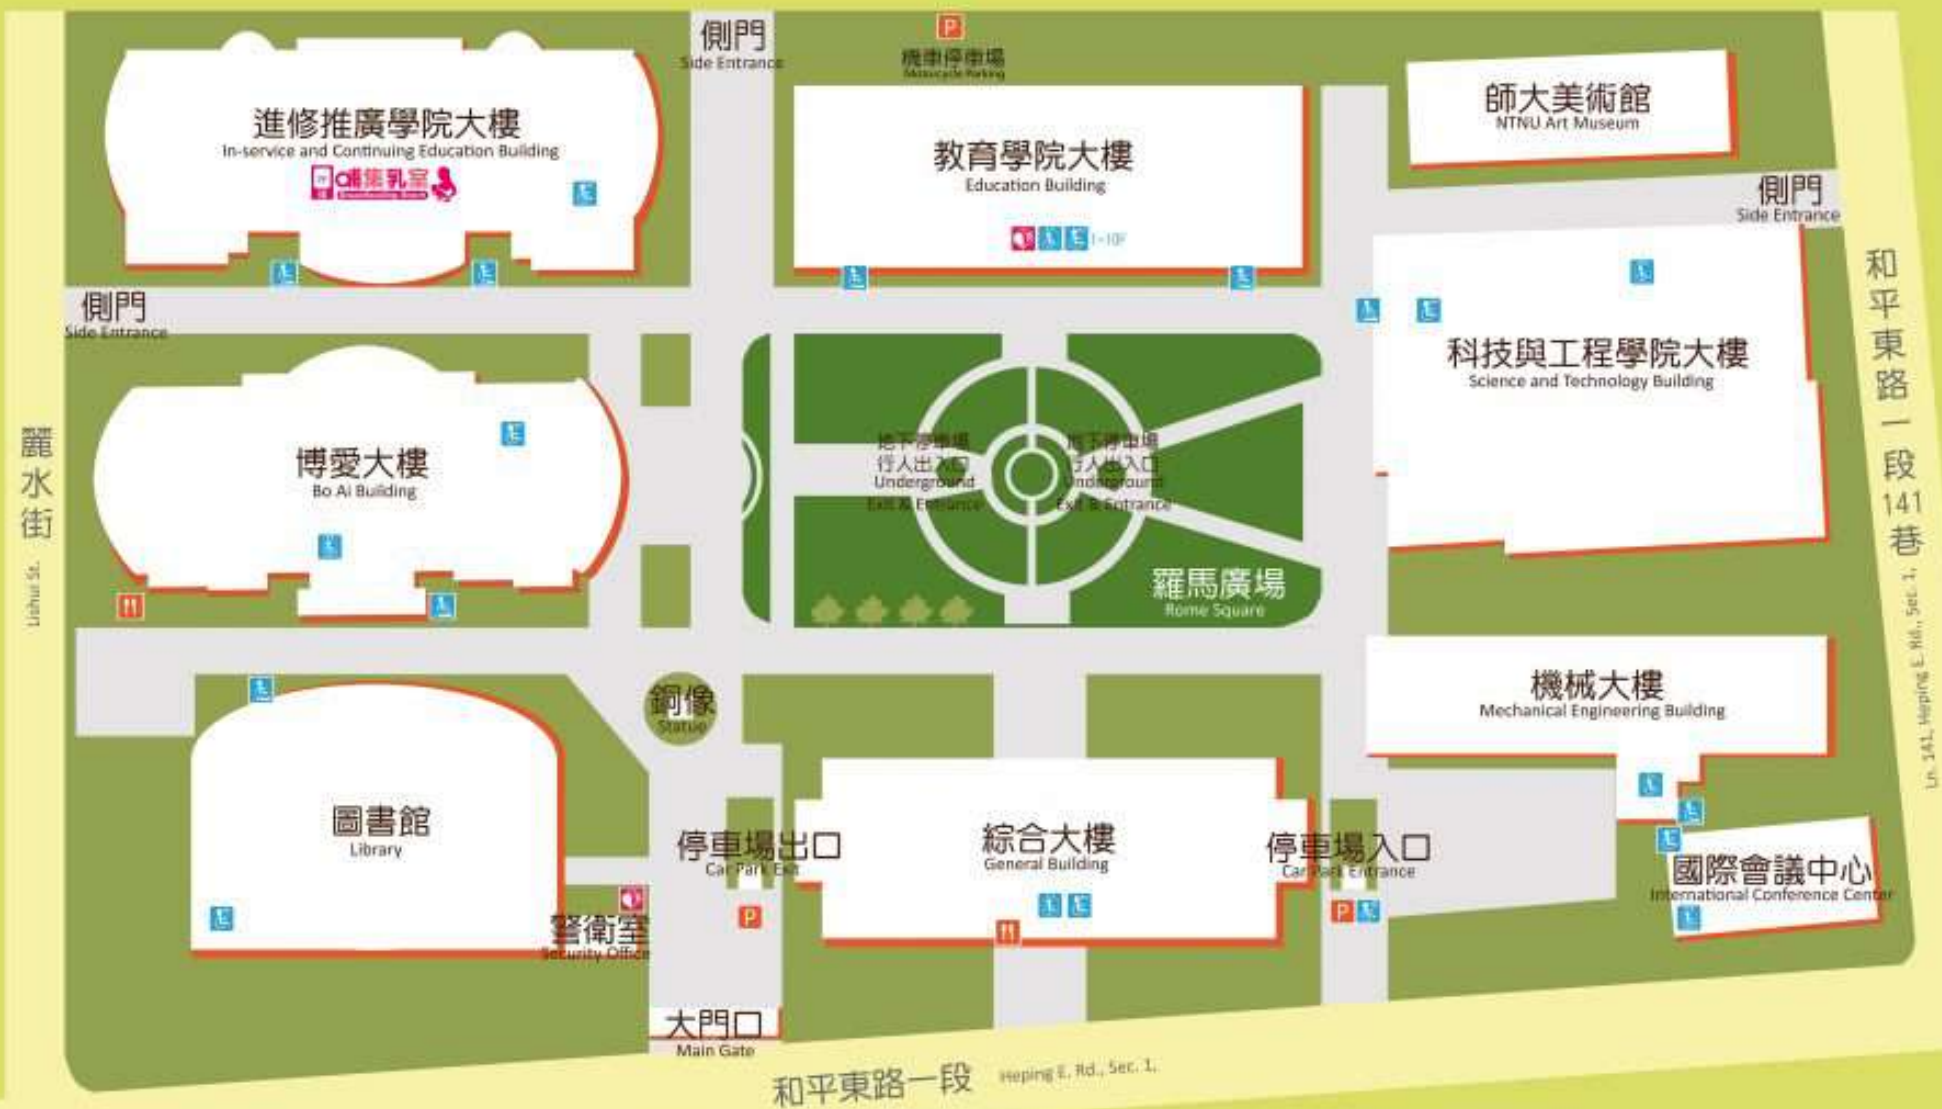 側門
Side Entrance
P
機車停車場
Motorcycle Parking
進修推廣學院大樓
In-service and Continuing Education Building
哺集乳室
教育學院大樓
Education Building
1~10F
師大美術館
NTNU Art Museum
側門
Side Entrance
側門
Side Entrance
科技與工程學院大樓
Science and Technology Building
博愛大樓
Bo Ai Building
地下停車場
行人出入口
Underground
Exit & Entrance
地下停車場
行人出入口
Underground
Exit & Entrance
羅馬廣場
Rome Square
麗水街
Lishui St.
和平東路一段141巷
Ln. 141, Heping E. Rd., Sec. 1,
銅像
Statue
機械大樓
Mechanical Engineering Building
圖書館
Library
停車場出口
Car Park Exit
綜合大樓
General Building
停車場入口
Car Park Entrance
國際會議中心
International Conference Center
P
P
警衛室
Security Office
大門口
Main Gate
和平東路一段
Heping E. Rd., Sec. 1,